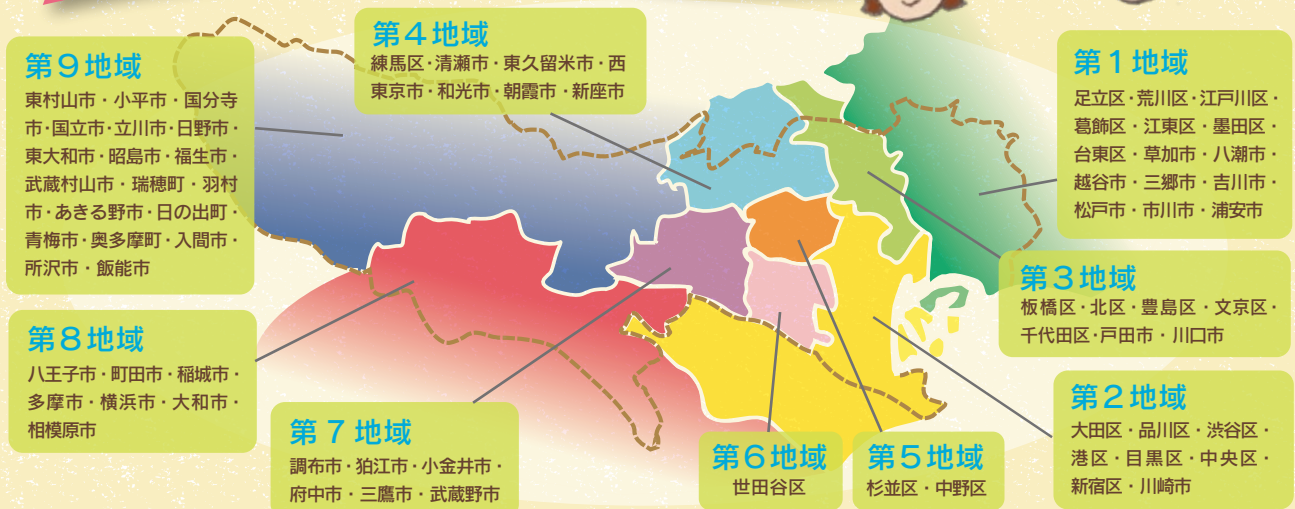 第9地域
東村山市・小平市・国分寺
市・国立市・立川市・日野市・
東大和市・昭島市・福生市・
武蔵村山市・瑞穂町・羽村
市・あきる野市・日の出町・
青梅市・奥多摩町・入間市・
所沢市・飯能市
第4地域
練馬区・清瀬市・東久留米市・西
東京市・和光市・朝霞市・新座市
第1地域
足立区・荒川区・江戸川区・
葛飾区・江東区・墨田区・
台東区・草加市・八潮市・
越谷市・三郷市・吉川市・
松戸市・市川市・浦安市
第3地域
板橋区・北区・豊島区・文京区・
千代田区・戸田市・川口市
第8地域
八王子市・町田市・稲城市・
多摩市・横浜市・大和市・
相模原市
第7地域
調布市・狛江市・小金井市・
府中市・三鷹市・武蔵野市
第6地域
世田谷区
第5地域
杉並区・中野区
第2地域
大田区・品川区・渋谷区・
港区・目黒区・中央区・
新宿区・川崎市